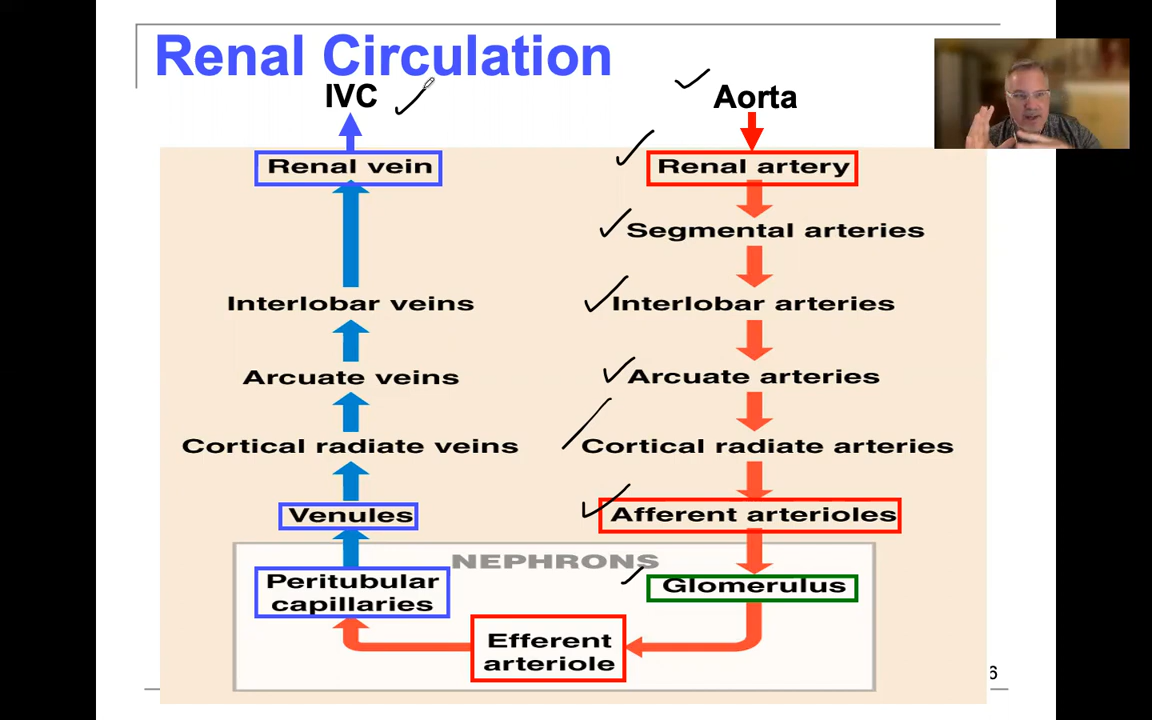 Renal Circulation
IVC
Aorta
Renal vein
Renal artery
Segmental arteries
Interlobar veins
Interlobar arteries
Arcuate veins
Arcuate arteries
Cortical radiate veins
Cortical radiate arteries
Venules
Afferent arterioles
NEPHRONS
Peritubular
capillaries
Glomerulus
Efferent
arteriole
6